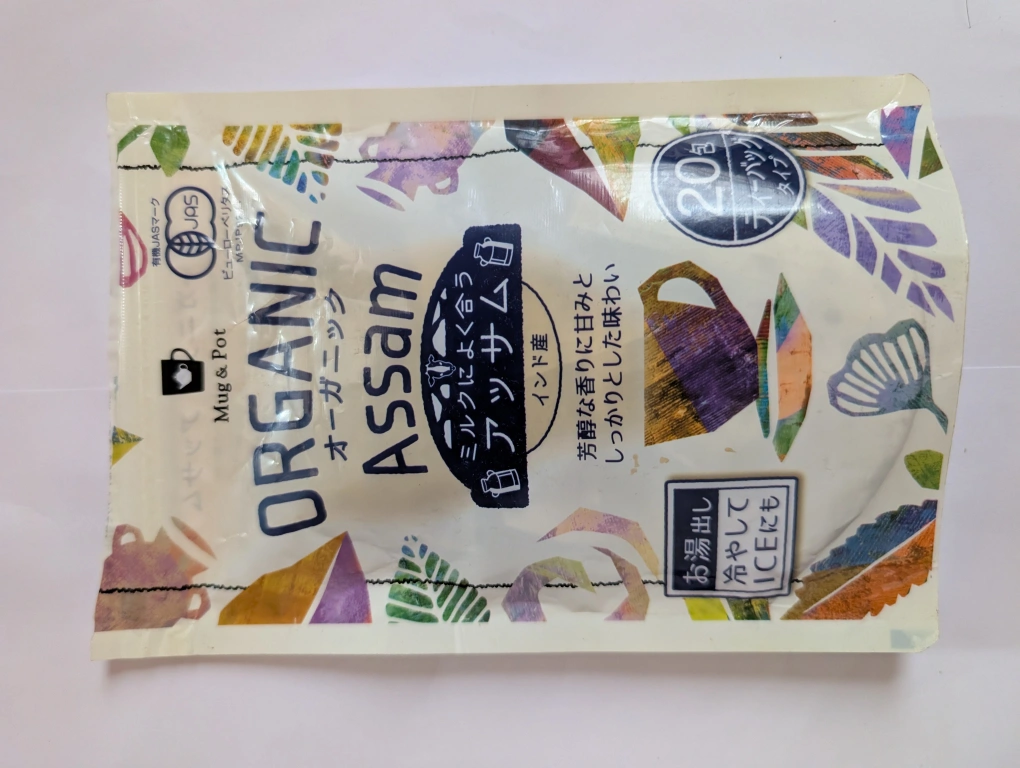 Mug & Pot
有機JASマーク
JAS
ビューローベリタス
ORGANIC
オーガニック
Assam
ミルクによく合う
アッサム
インド産
芳醇な香りに甘みと
しっかりとした味わい
20包
ティーバッグ
タイプ
お湯出し
冷やして
ICEにも